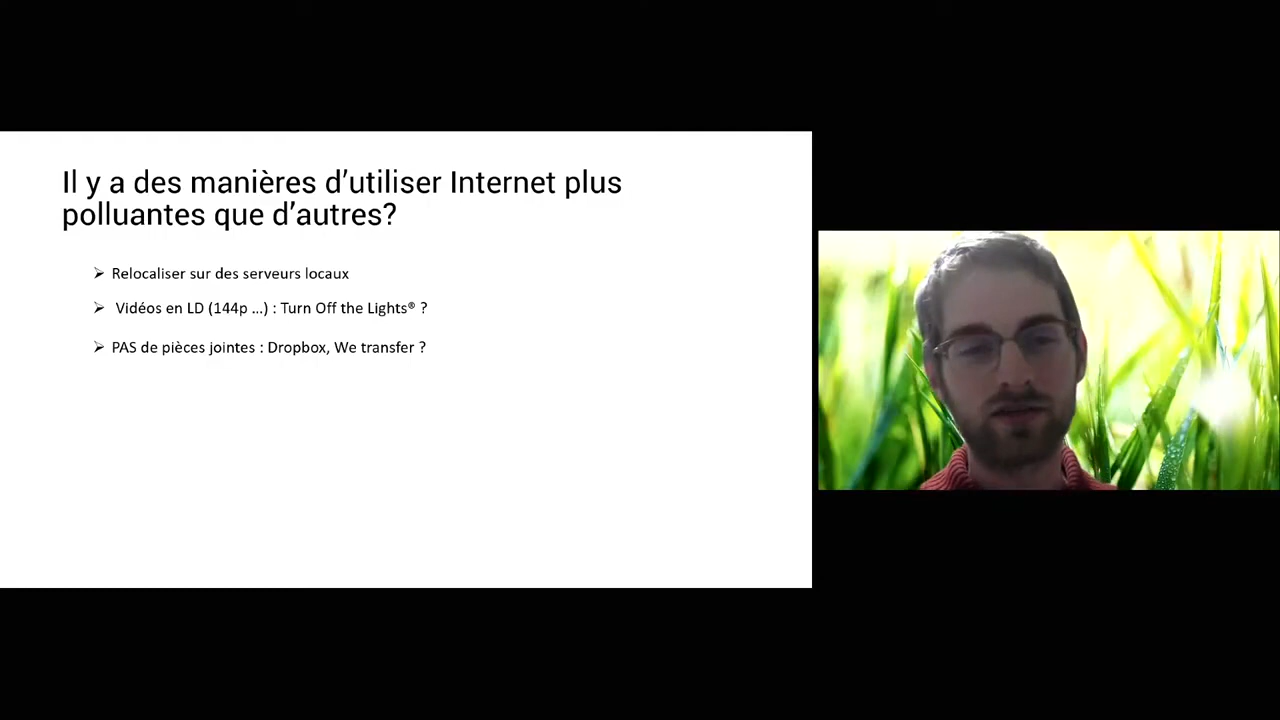 Il y a des manières d’utiliser Internet plus
polluantes que d’autres?
➢ Relocaliser sur des serveurs locaux
➢ Vidéos en LD (144p …) : Turn Off the Lights® ?
➢ PAS de pièces jointes : Dropbox, We transfer ?